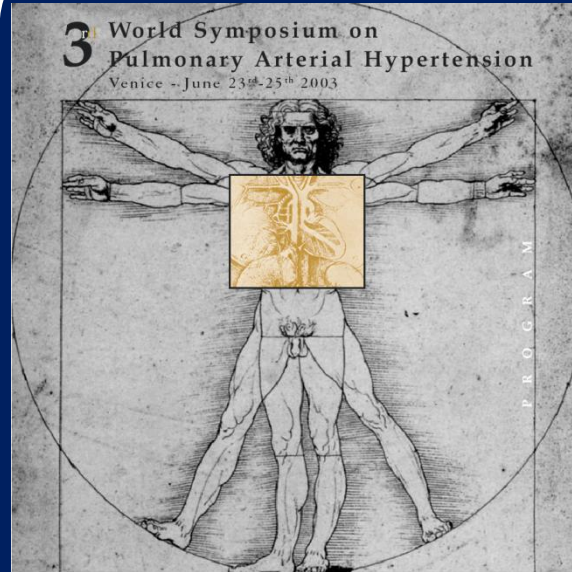 3rd World Symposium on
Pulmonary Arterial Hypertension
Venice - June 23rd-25th 2003
PROGRAM